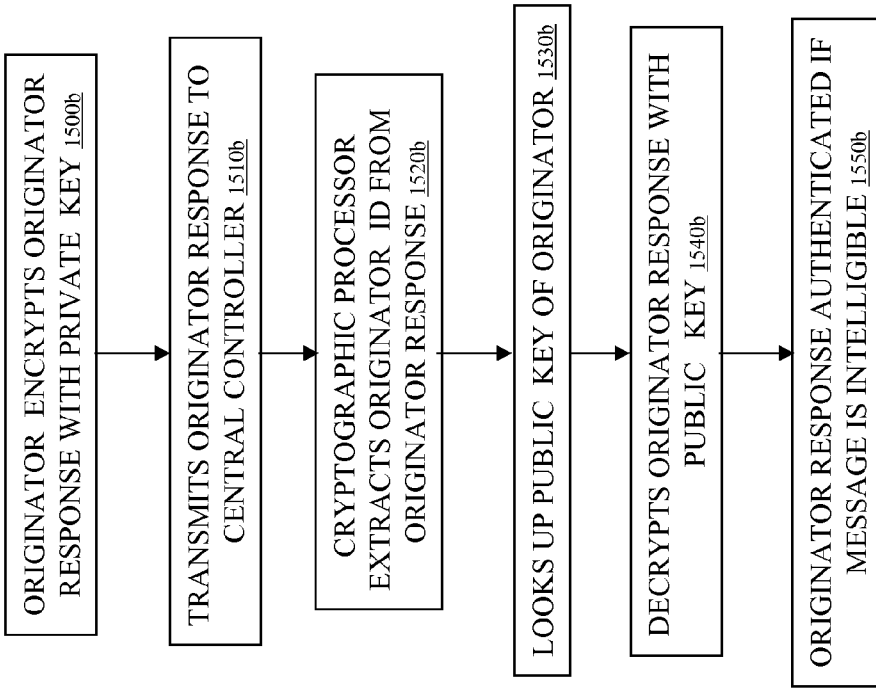 ORIGINATOR ENCRYPTS ORIGINATOR
RESPONSE WITH PRIVATE KEY 1500b
TRANSMITS ORIGINATOR RESPONSE TO
CENTRAL CONTROLLER 1510b
CRYPTOGRAPHIC PROCESSOR
EXTRACTS ORIGINATOR ID FROM
ORIGINATOR RESPONSE 1520b
LOOKS UP PUBLIC KEY OF ORIGINATOR 1530b
DECRYPTS ORIGINATOR RESPONSE WITH
PUBLIC KEY 1540b
ORIGINATOR RESPONSE AUTHENTICATED IF
MESSAGE IS INTELLIGIBLE 1550b